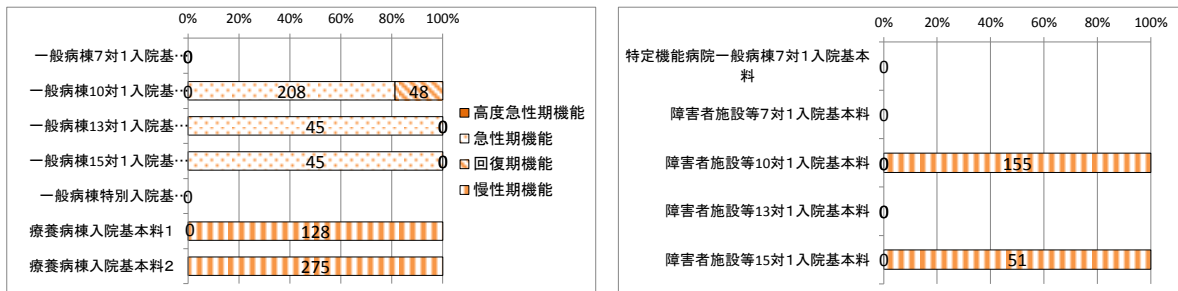 0% 20% 40% 60% 80% 100%
一般病棟7対1入院基… 0
一般病棟10対1入院基… 0 208 48
一般病棟13対1入院基… 45 0
一般病棟15対1入院基… 45 0
一般病棟特別入院基… 0
療養病棟入院基本料1 0 128
療養病棟入院基本料2 275
高度急性期機能
急性期機能
回復期機能
慢性期機能
0% 20% 40% 60% 80% 100%
特定機能病院一般病棟7対1入院基本
料
0
障害者施設等7対1入院基本料 0
障害者施設等10対1入院基本料 0 155
障害者施設等13対1入院基本料 0
障害者施設等15対1入院基本料 0 51